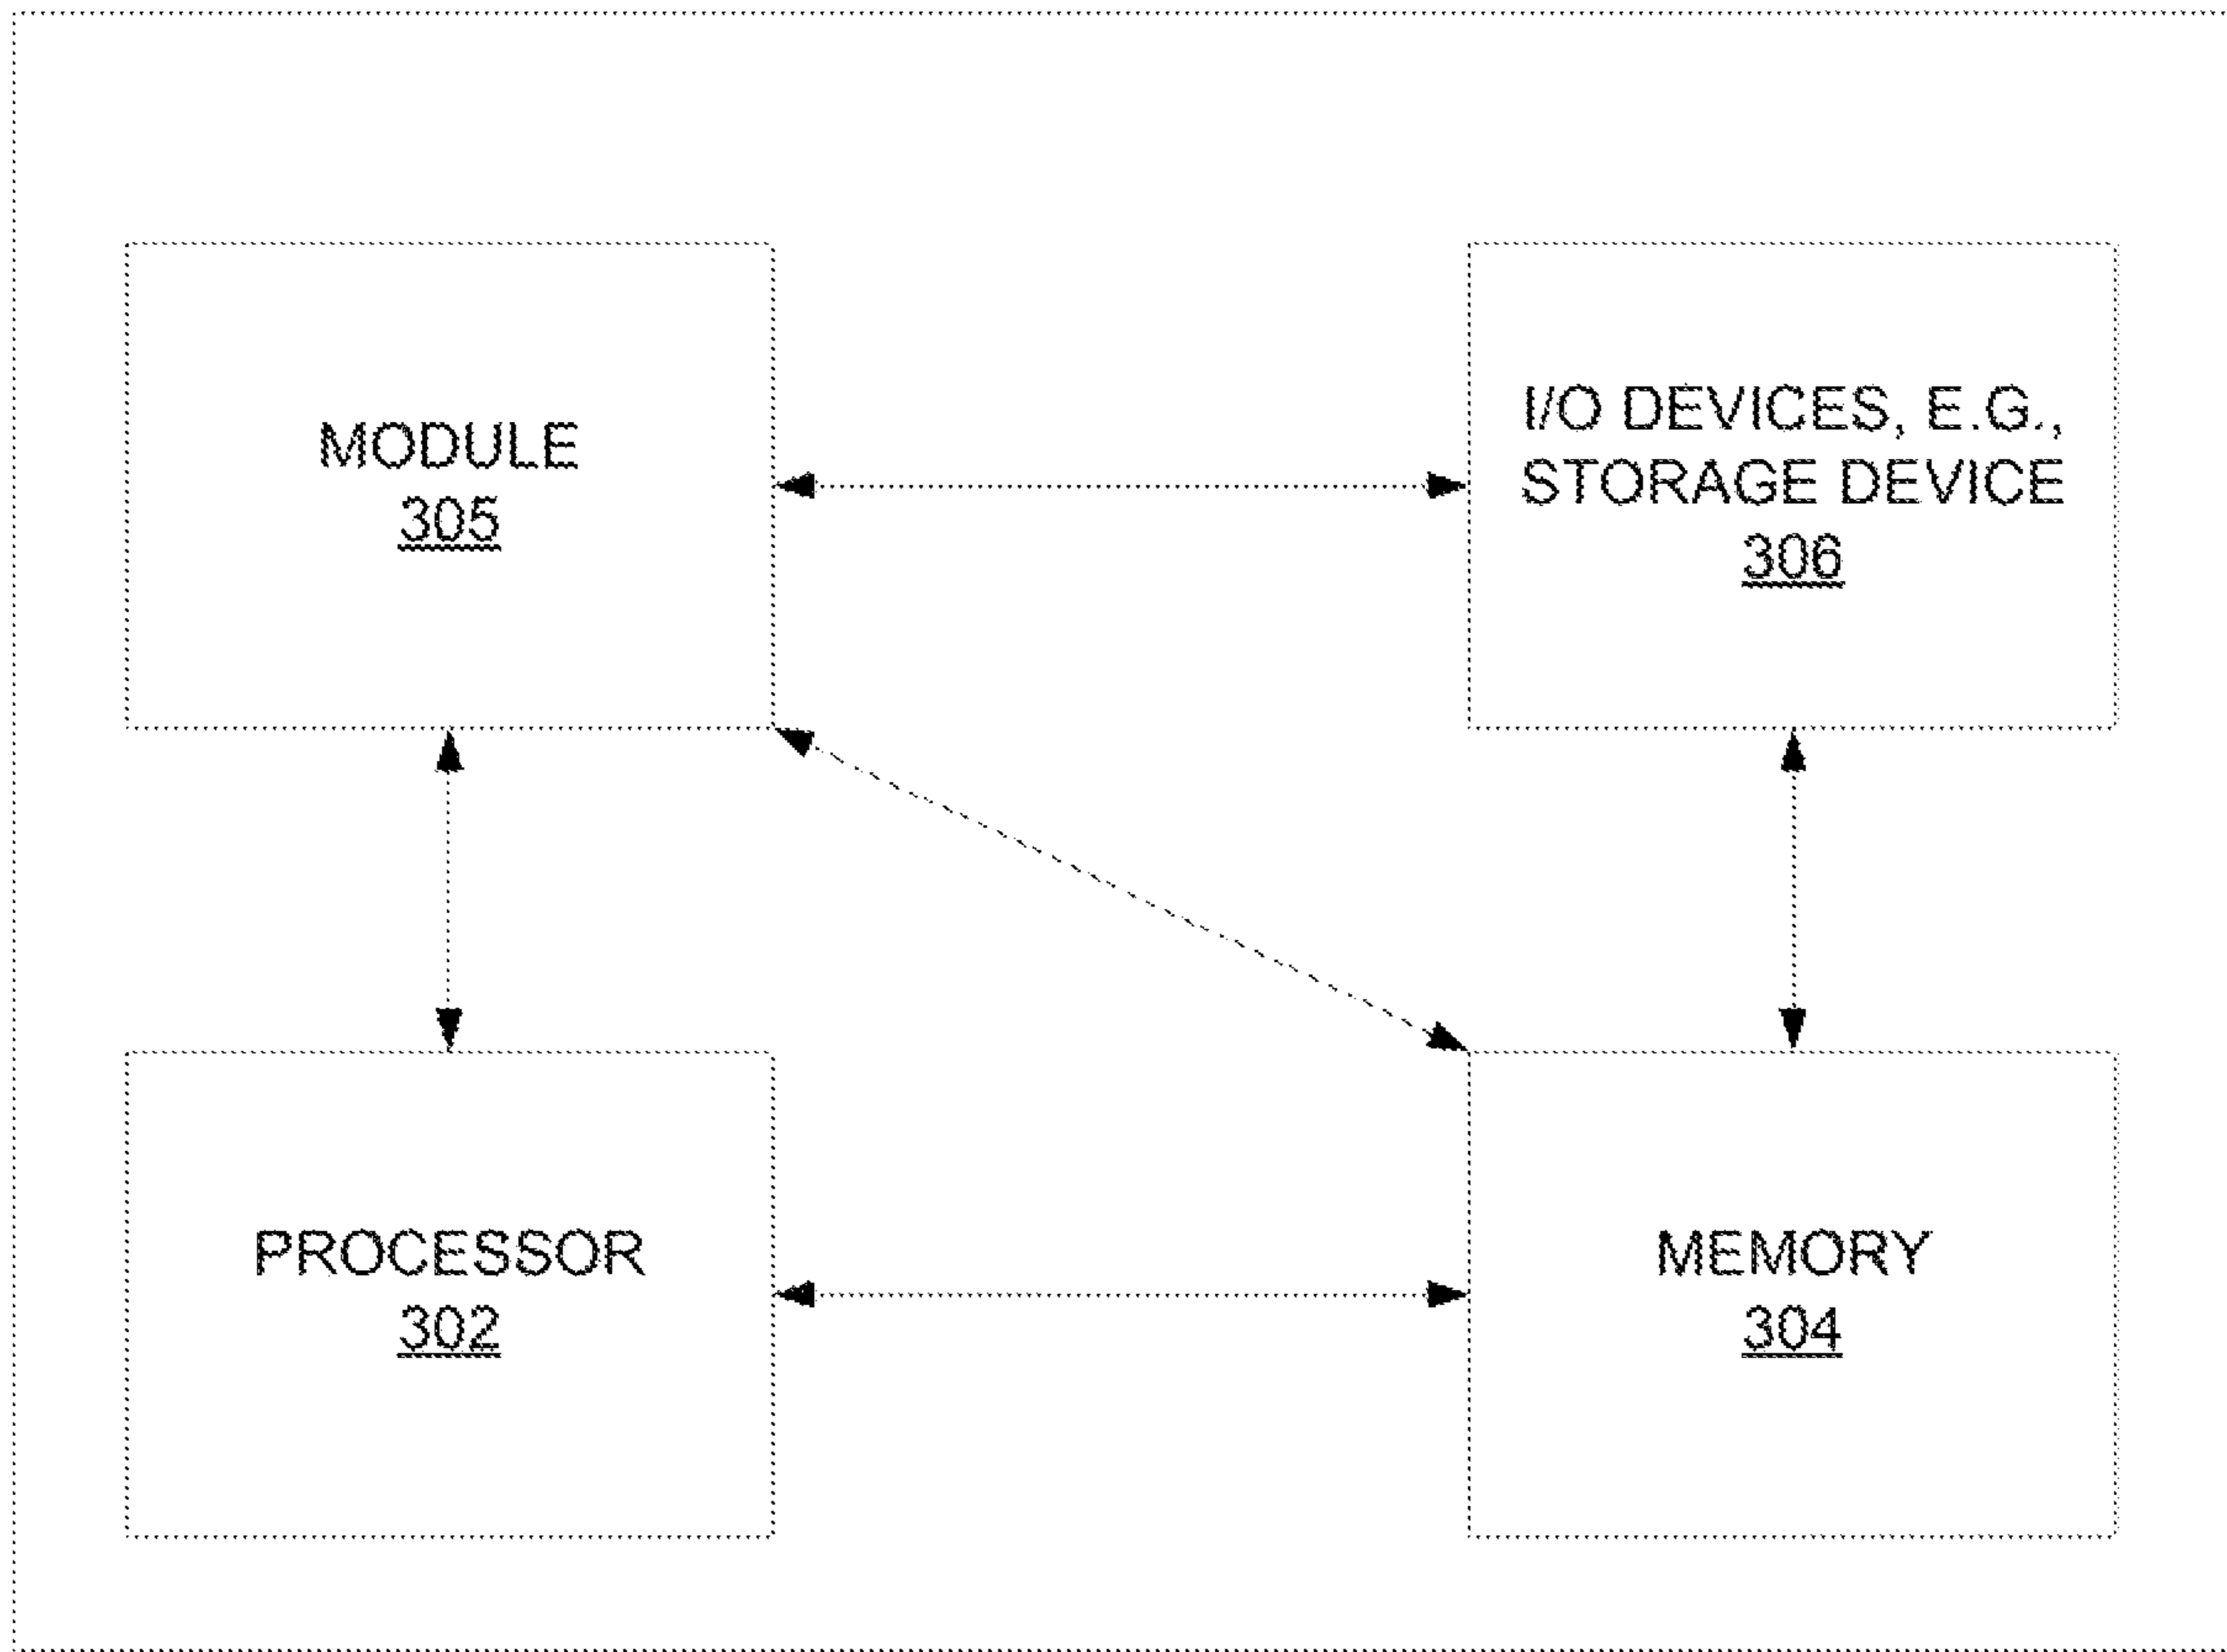 MODULE
305
I/O DEVICES, E.G.,
STORAGE DEVICE
306
PROCESSOR
302
MEMORY
304